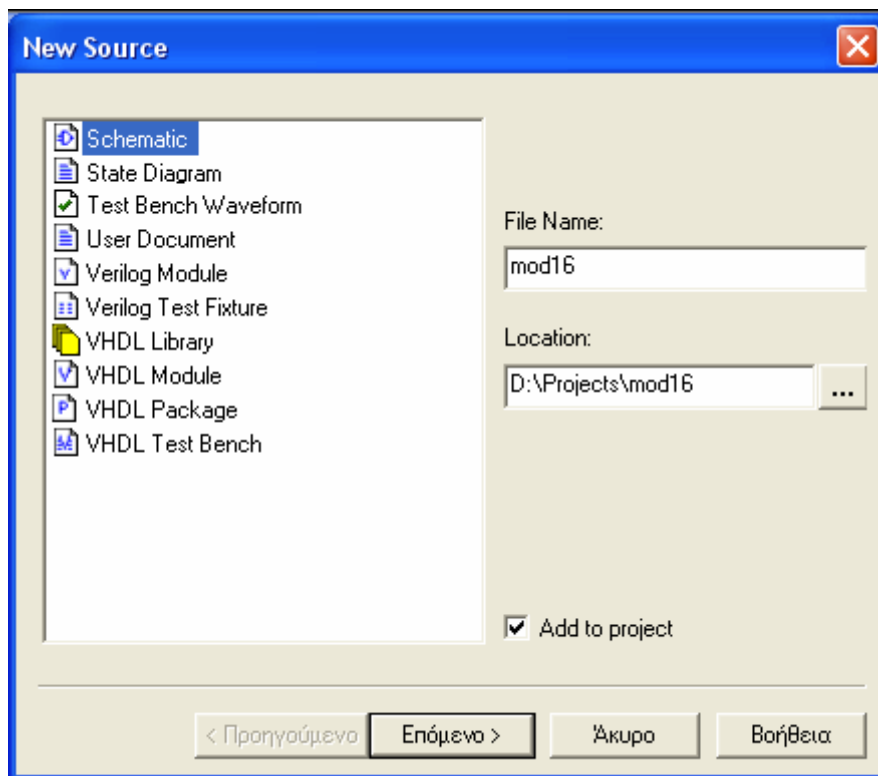 New Source
Schematic
State Diagram
Test Bench Waveform
User Document
Verilog Module
Verilog Test Fixture
VHDL Library
VHDL Module
VHDL Package
VHDL Test Bench
File Name:
mod16
Location:
D:\Projects\mod16
...
Add to project
< Προηγούμενο
Επόμενο >
Άκυρο
Βοήθεια